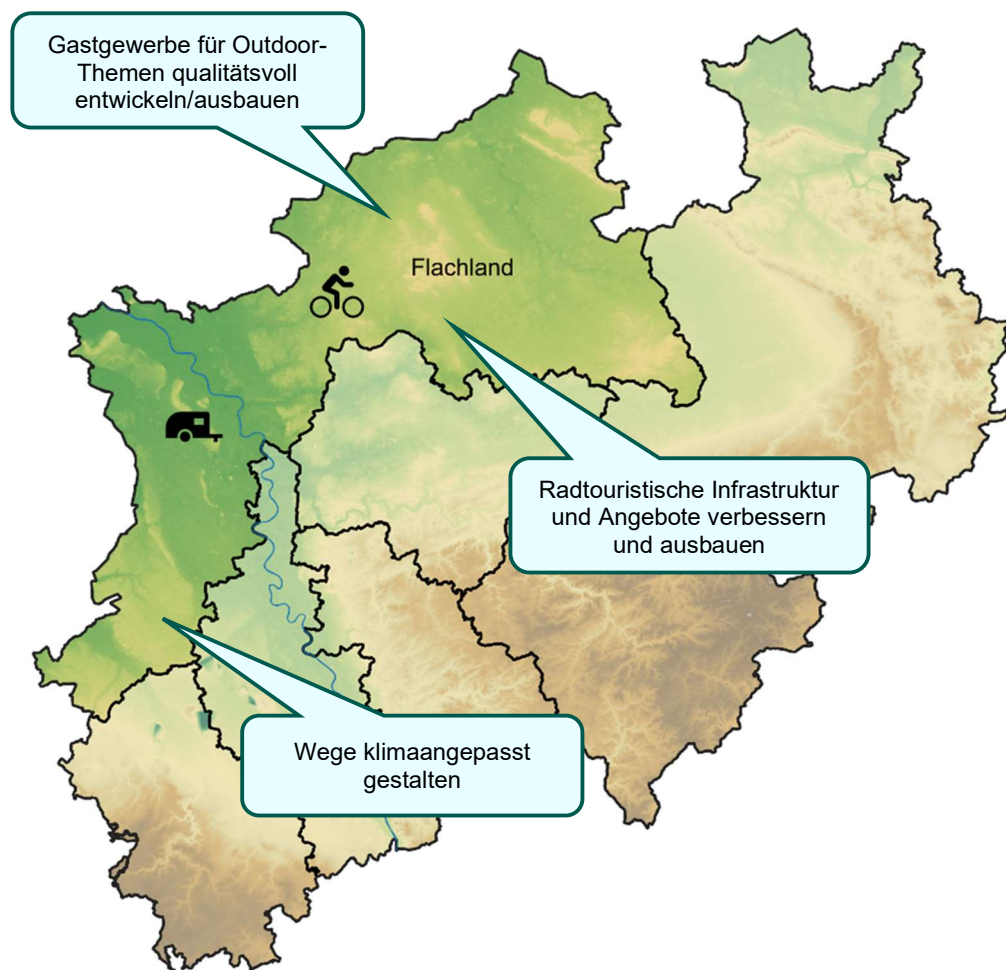 Gastgewerbe für Outdoor-
Themen qualitätsvoll
entwickeln/ausbauen
Flachland
Radtouristische Infrastruktur
und Angebote verbessern
und ausbauen
Wege klimaangepasst
gestalten